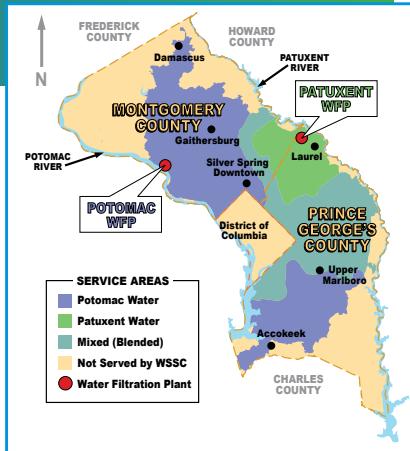 FREDERICK
COUNTY
HOWARD
COUNTY
Damascus
PATUXENT
RIVER
N
PATUXENT
WFP
MONTGOMERY
COUNTY
Gaithersburg
Laurel
POTOMAC
RIVER
Silver Spring
Downtown
POTOMAC
WFP
PRINCE
GEORGE'S
COUNTY
District of
Columbia
Upper
Marlboro
SERVICE AREAS
Potomac Water
Patuxent Water
Mixed (Blended)
Not Served by WSSC
Water Filtration Plant
Accokeek
CHARLES
COUNTY